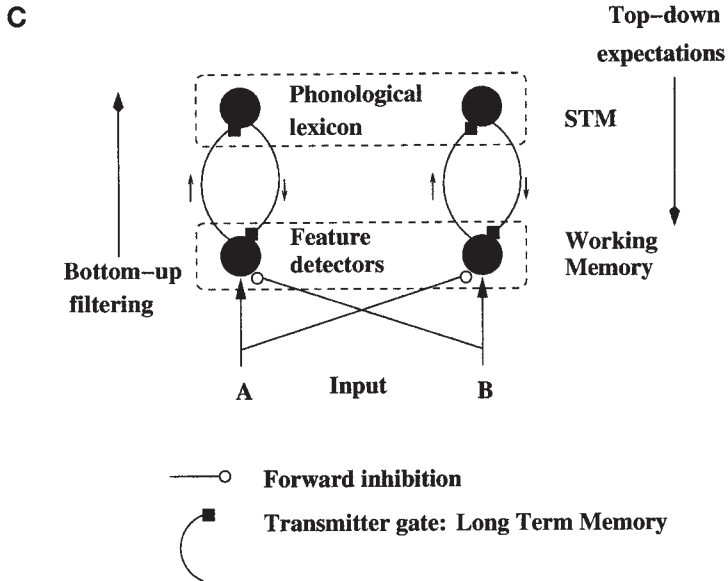 C
Top–down
expectations
Phonological
lexicon
STM
Feature
detectors
Working
Memory
Bottom–up
filtering
A
Input
B
Forward inhibition
Transmitter gate: Long Term Memory